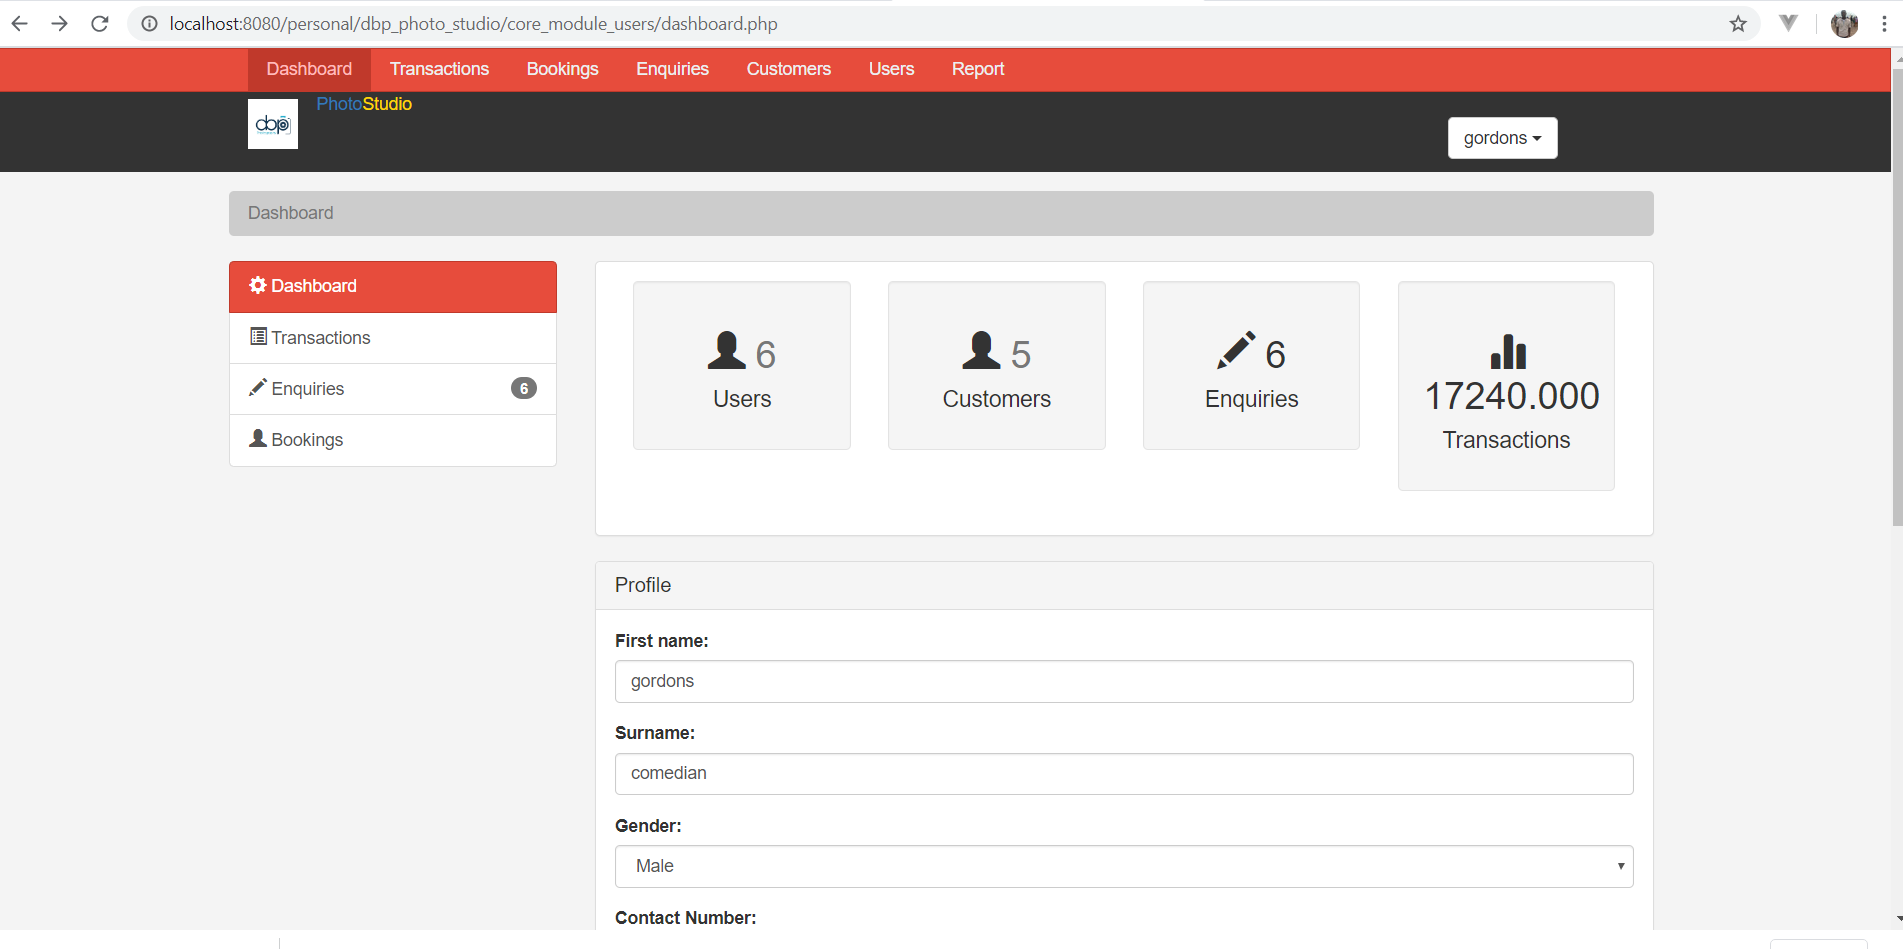 localhost:8080/personal/dbp_photo_studio/core_module_users/dashboard.php
Dashboard Transactions Bookings Enquiries Customers Users Report
dbp PhotoStudio
gordons
Dashboard
Dashboard
Transactions
Enquiries 6
Bookings
6
Users
5
Customers
6
Enquiries
17240.000
Transactions
Profile
First name:
gordons
Surname:
comedian
Gender:
Male
Contact Number: